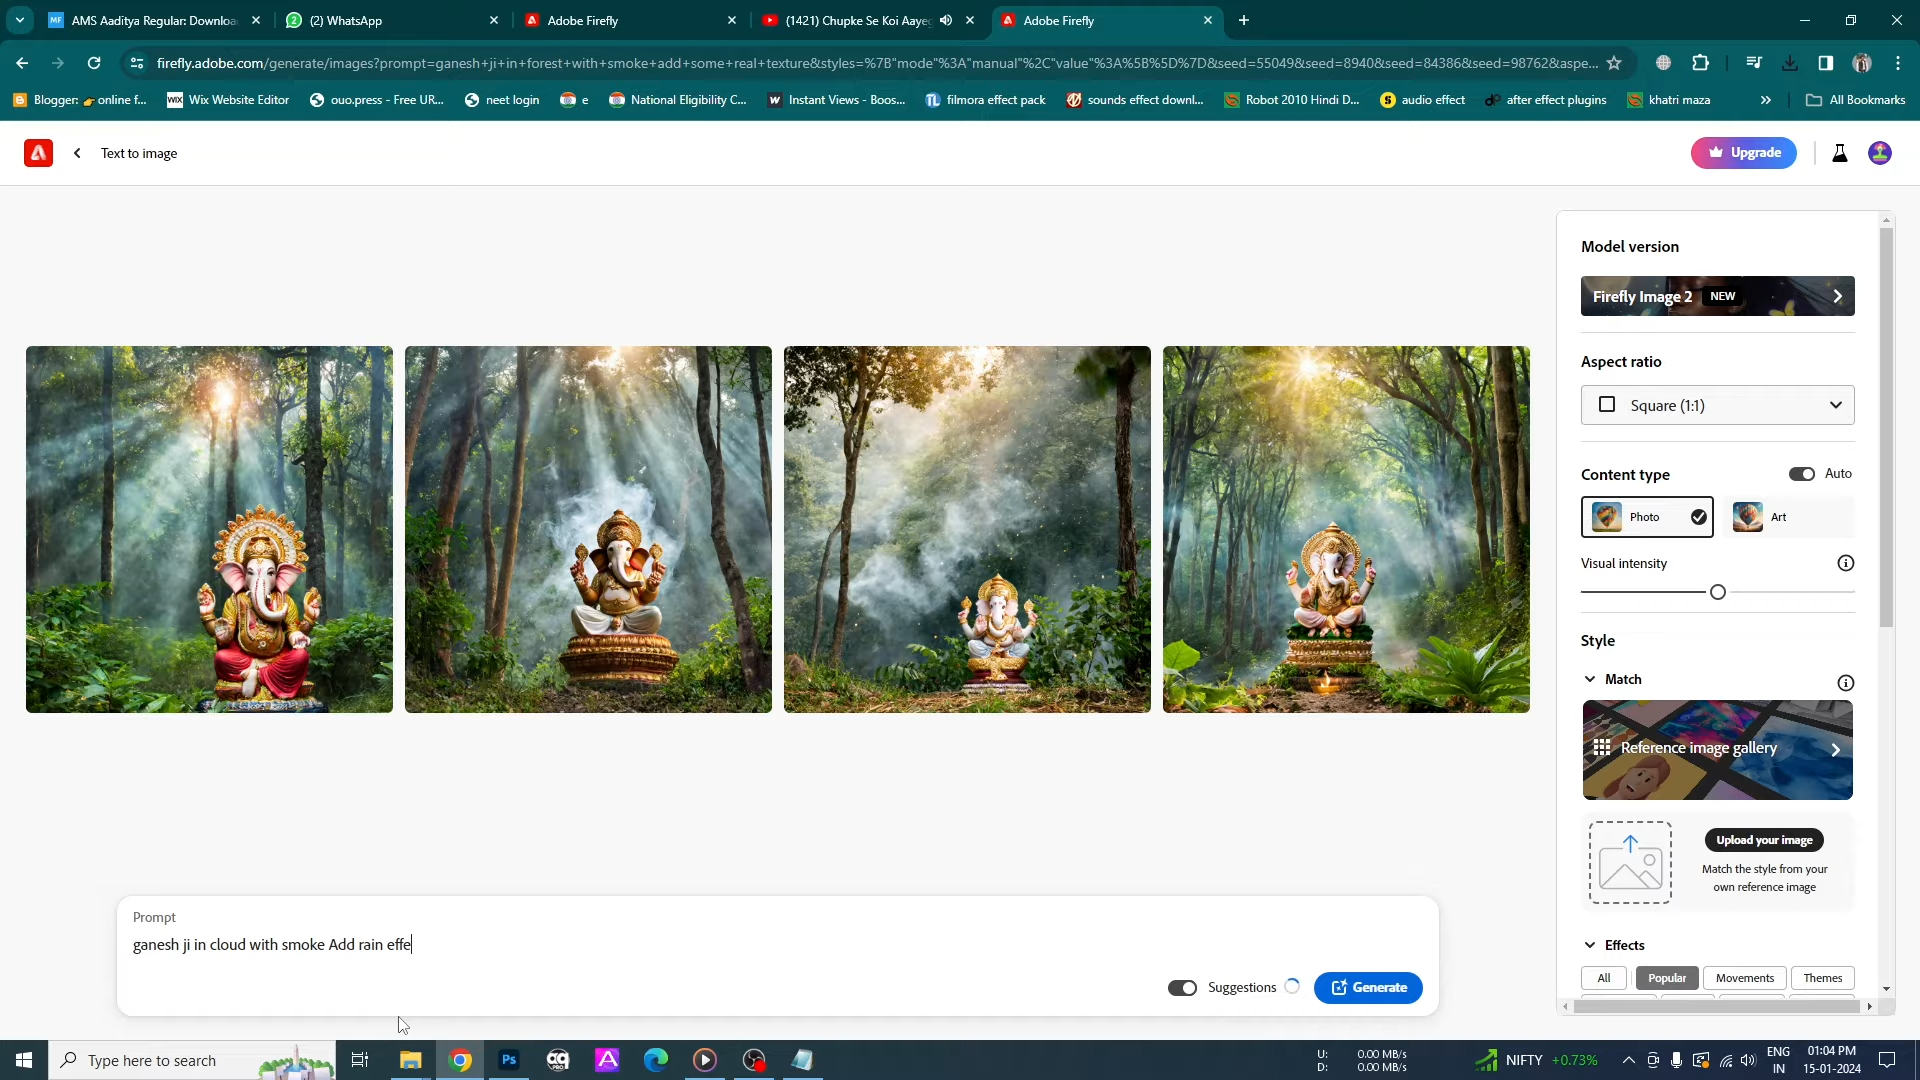 MF AMS Aaditya Regular: Downloa
(2) WhatsApp
Adobe Firefly
(1421) Chupke Se Koi Aaye
Adobe Firefly
firefly.adobe.com/generate/images?prompt=ganesh+ji+in+forest+with+smoke+add+some+real+texture&styles=%7B"mode"%3A"manual"%2C"value"%3A%5B%5D%7D&seed=55049&seed=8940&seed=84386&seed=98762&aspe...
Blogger: 👉online f...
WIX Wix Website Editor
ouo.press - Free UR...
neet login
e
National Eligibility C...
W Instant Views - Boos...
TL filmora effect pack
sounds effect downl...
Robot 2010 Hindi D...
S audio effect
dP after effect plugins
khatri maza
»
All Bookmarks
Text to image
Upgrade
Model version
Firefly Image 2 NEW
Aspect ratio
Square (1:1)
Content type
Auto
Photo
Art
Visual intensity
Style
Match
Reference image gallery
Upload your image
Match the style from your
own reference image
Effects
All
Popular
Movements
Themes
Prompt
ganesh ji in cloud with smoke Add rain effe
Suggestions
Generate
Type here to search
Ps
U: 0.00 MB/s
D: 0.00 MB/s
NIFTY +0.73%
ENG
IN
01:04 PM
15-01-2024